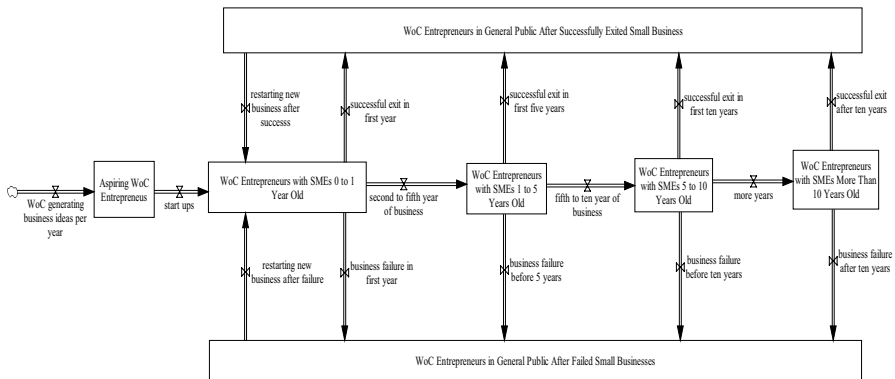 WoC Entrepreneurs in General Public After Successfully Exited Small Business
restarting new
business after
successs
successful exit in
first year
successful exit in
first five years
successful exit in
first ten years
successful exit
after ten years
WoC generating
business ideas per
year
Aspiring WoC
Entrepreneus
start ups
WoC Entrepreneurs with SMEs 0 to 1
Year Old
second to fifth year
of business
WoC Entrepreneurs
with SMEs 1 to 5
Years Old
fifth to ten year of
business
WoC Entrepreneurs
with SMEs 5 to 10
Years Old
more years
WoC Entrepreneurs
with SMEs More Than
10 Years Old
restarting new
business after failure
business failure in
first year
business failure
before 5 years
business failure
before ten years
business failure
after ten years
WoC Entrepreneurs in General Public After Failed Small Businesses